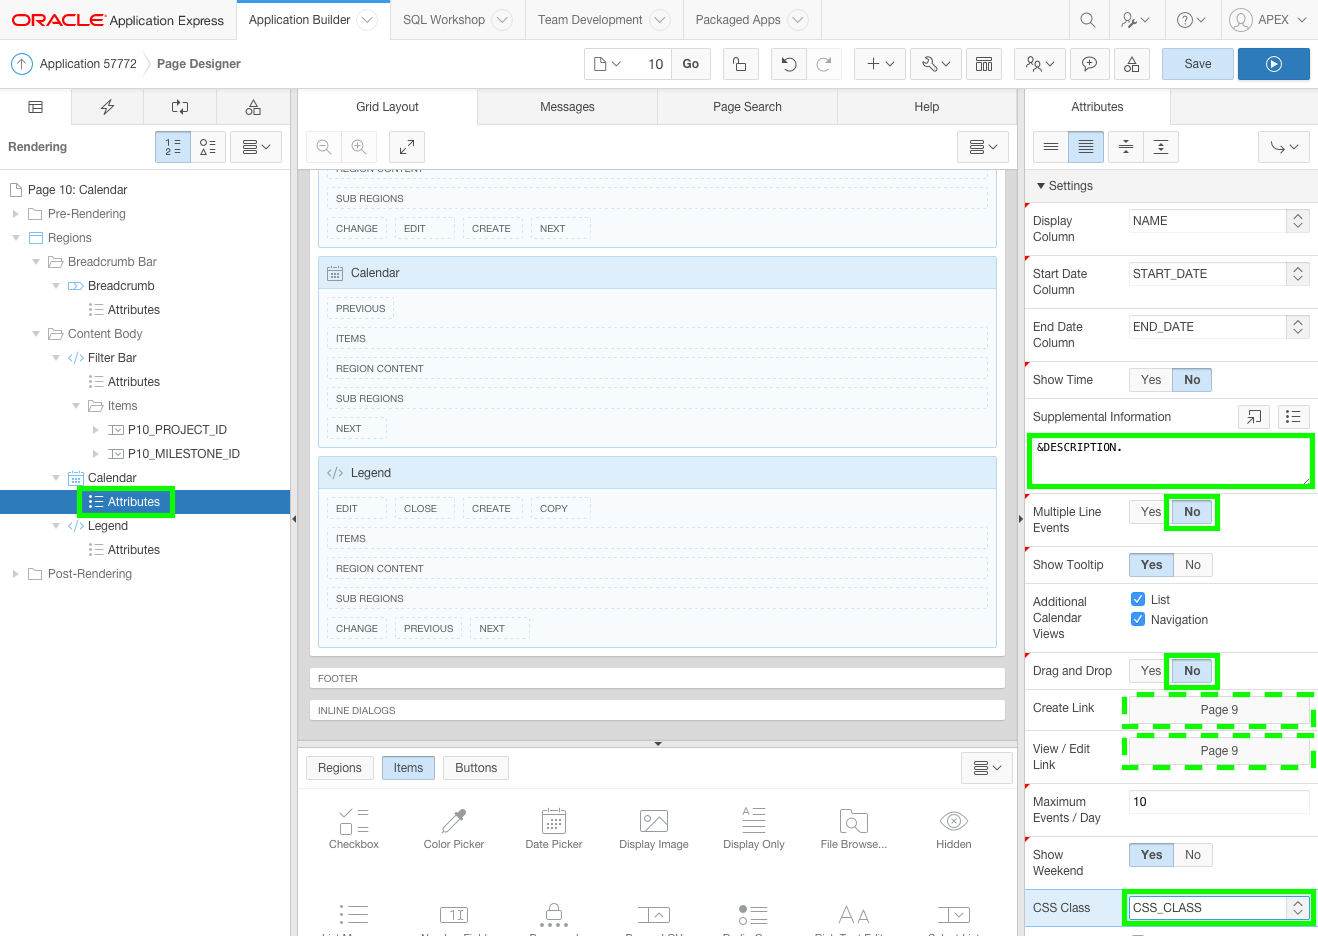 ORACLE Application Express
Application Builder
SQL Workshop
Team Development
Packaged Apps
APEX
Application 57772
Page Designer
10
Go
Save
Rendering
Page 10: Calendar
Pre-Rendering
Regions
Breadcrumb Bar
Breadcrumb
Attributes
Content Body
Filter Bar
Attributes
Items
P10_PROJECT_ID
P10_MILESTONE_ID
Calendar
Attributes
Legend
Attributes
Post-Rendering
Grid Layout
Messages
Page Search
Help
REGION CONTENT
SUB REGIONS
CHANGE EDIT CREATE NEXT
Calendar
PREVIOUS
ITEMS
REGION CONTENT
SUB REGIONS
NEXT
Legend
EDIT CLOSE CREATE COPY
ITEMS
REGION CONTENT
SUB REGIONS
CHANGE PREVIOUS NEXT
FOOTER
INLINE DIALOGS
Regions Items Buttons
Checkbox Color Picker Date Picker Display Image Display Only File Browse... Hidden
Attributes
Settings
Display
Column
NAME
Start Date
Column
START_DATE
End Date
Column
END_DATE
Show Time Yes No
Supplemental Information
&DESCRIPTION.
Multiple Line
Events
Yes No
Show Tooltip Yes No
Additional
Calendar
Views
List
Navigation
Drag and Drop Yes No
Create Link Page 9
View / Edit
Link
Page 9
Maximum
Events / Day
10
Show
Weekend
Yes No
CSS Class CSS_CLASS